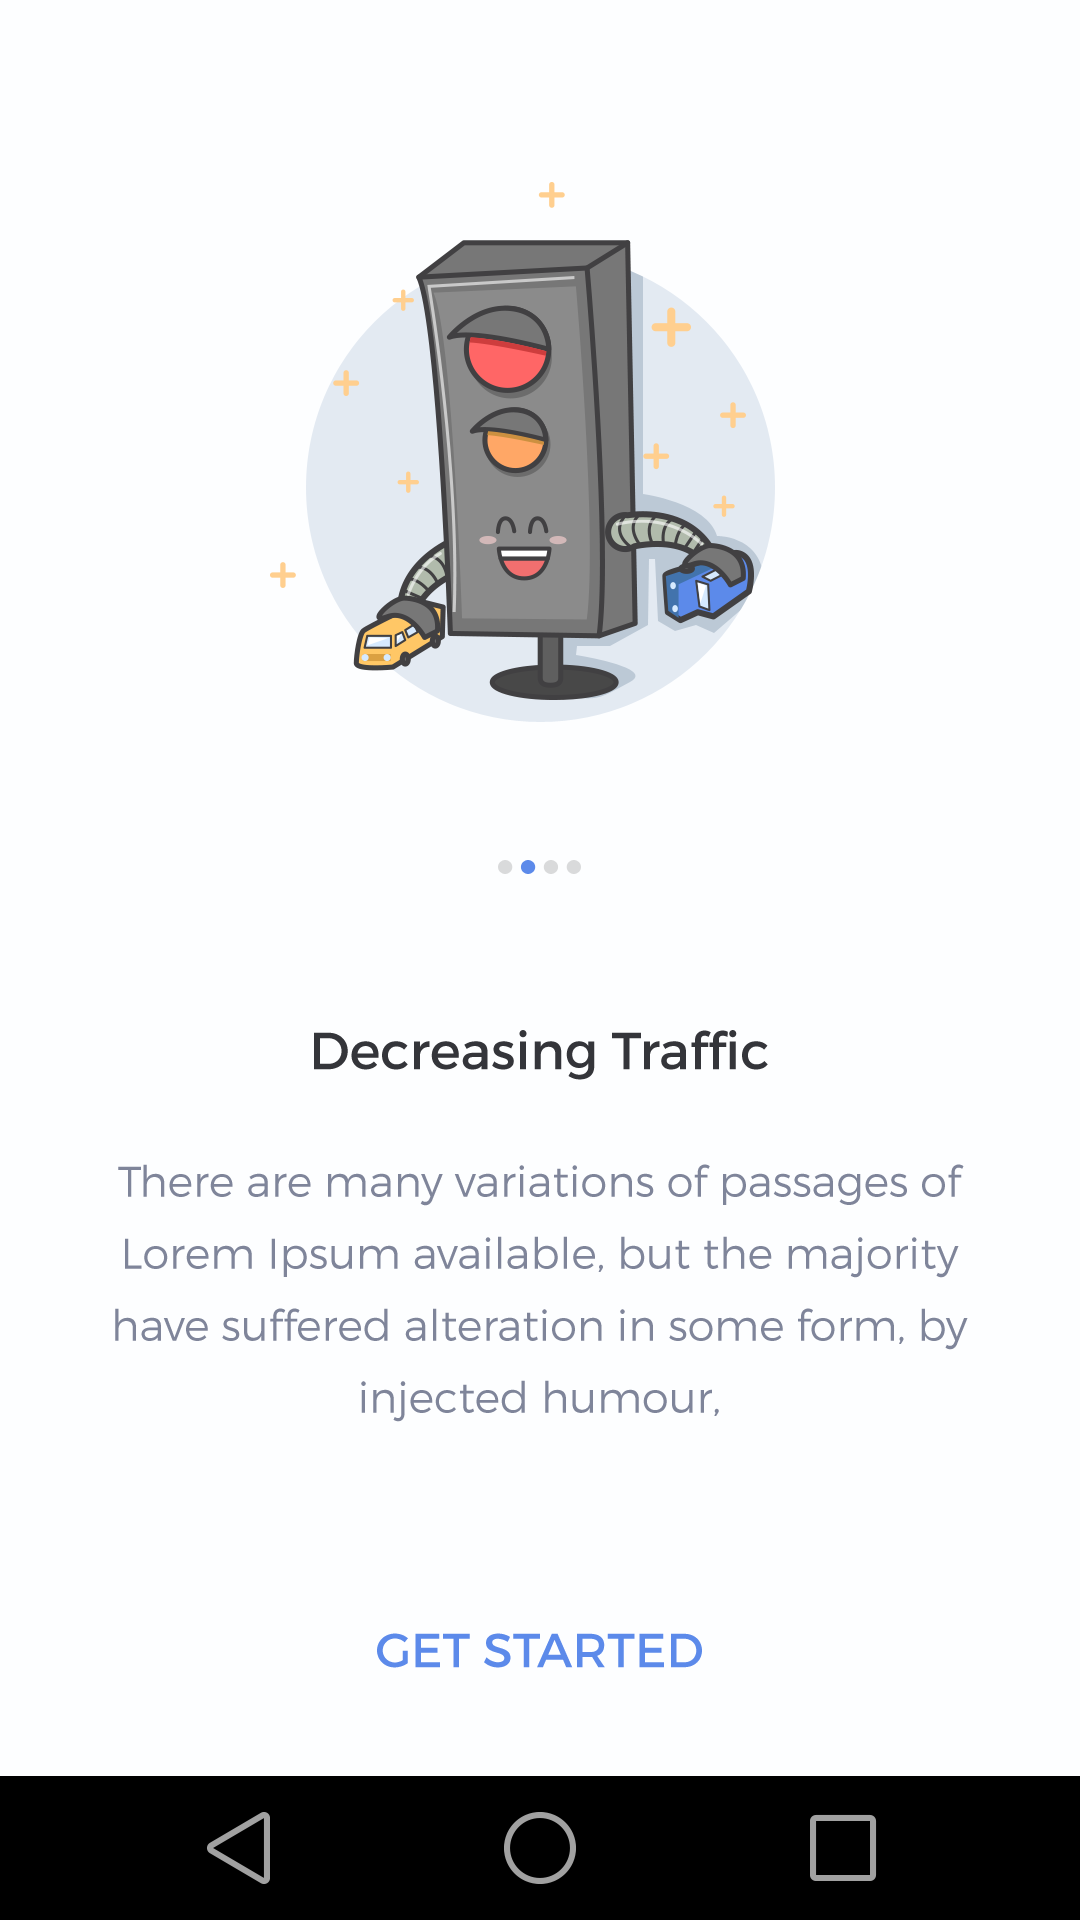 Decreasing Traffic
There are many variations of passages of
Lorem Ipsum available, but the majority
have suffered alteration in some form, by
injected humour,
GET STARTED